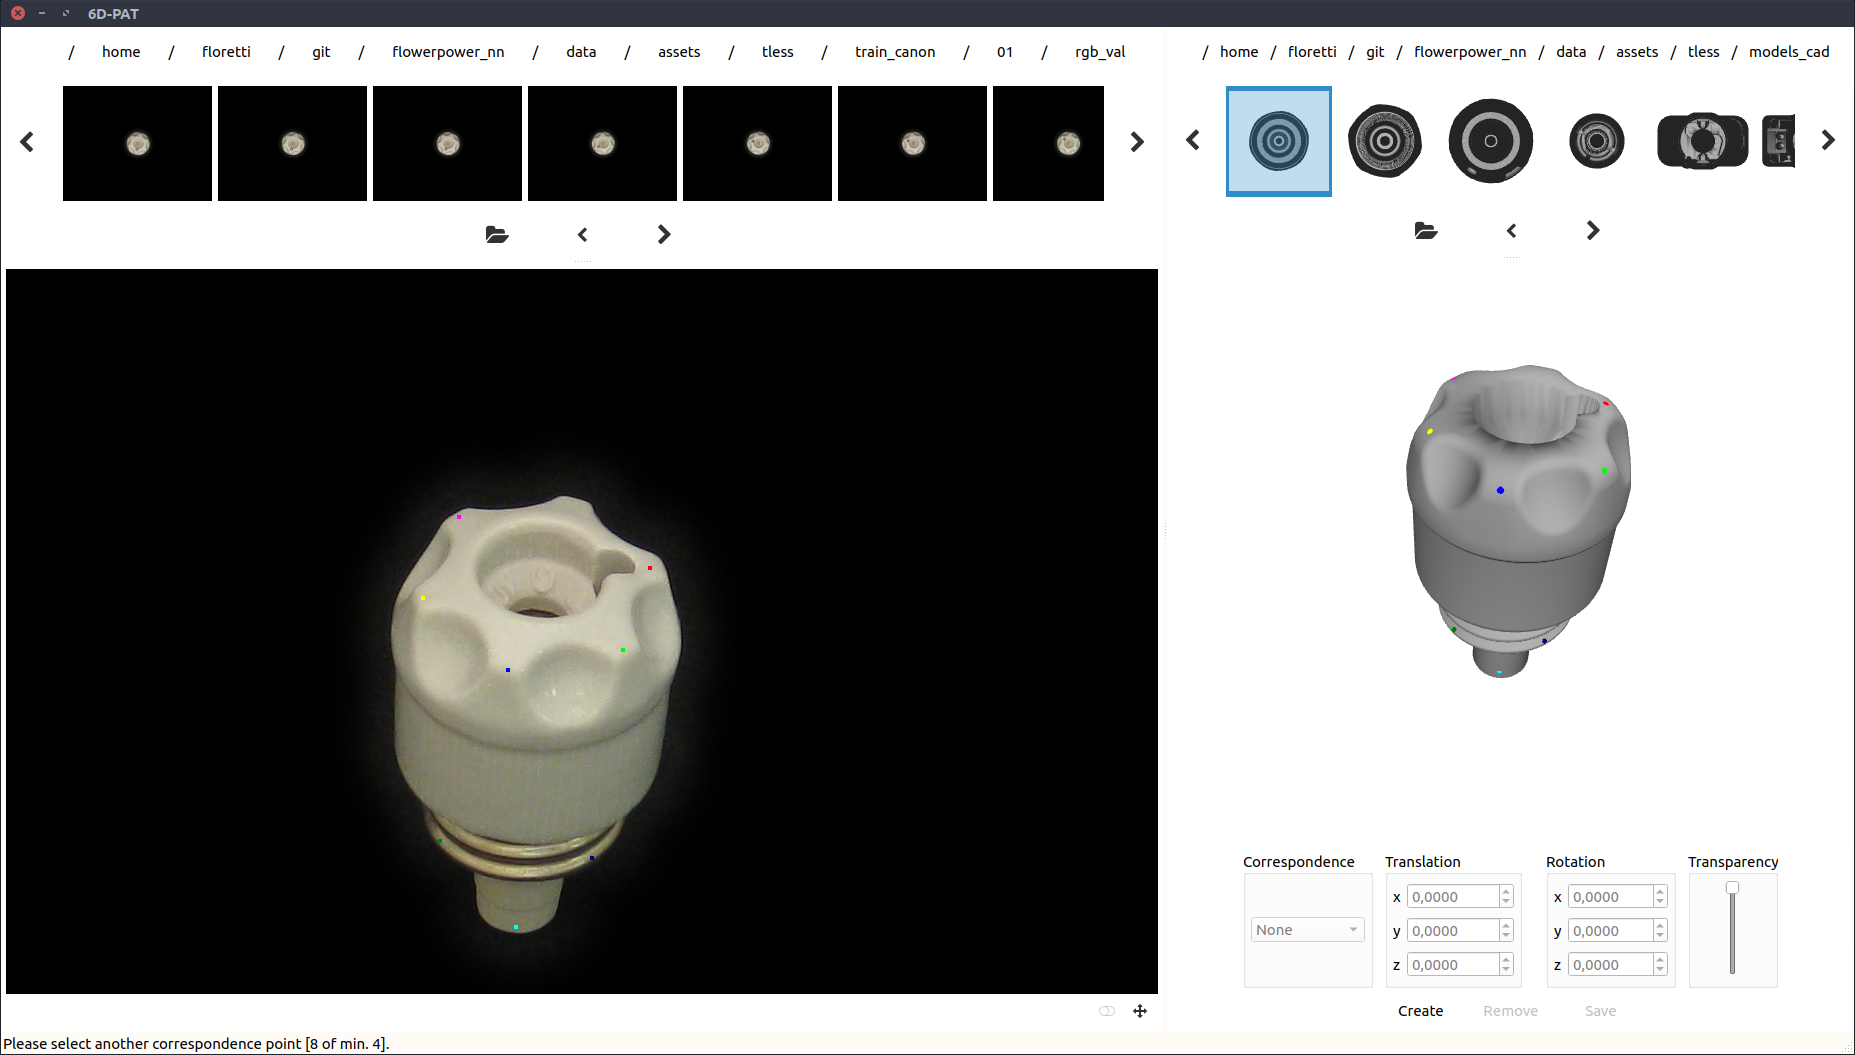 6D-PAT
/ home / floretti / git / flowerpower_nn / data / assets / tless / train_canon / 01 / rgb_val
/ home / floretti / git / flowerpower_nn / data / assets / tless / models_cad
Correspondence Translation Rotation Transparency
x 0,0000 x 0,0000
None y 0,0000 y 0,0000
z 0,0000 z 0,0000
Create Remove Save
Please select another correspondence point [8 of min. 4].